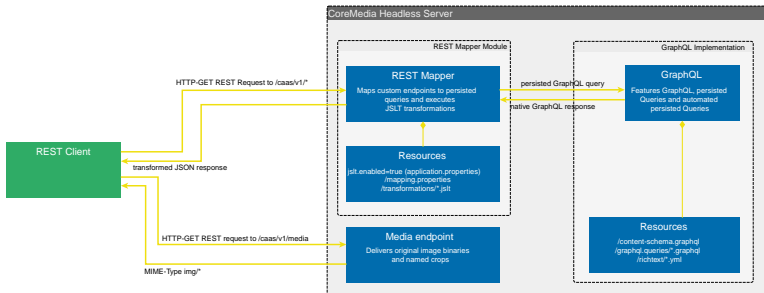 CoreMedia Headless Server
REST Mapper Module
GraphQL Implementation
HTTP-GET REST Request to /caas/v1/*
REST Mapper
Maps custom endpoints to persisted
queries and executes
JSLT transformations
persisted GraphQL query
native GraphQL response
GraphQL
Features GraphQL, persisted
Queries and automated
persisted Queries
REST Client
transformed JSON response
Resources
jslt.enabled=true (application.properties)
/mapping.properties
/transformations/*.jslt
HTTP-GET REST request to /caas/v1/media
MIME-Type img/*
Media endpoint
Delivers original image binaries
and named crops
Resources
/content-schema.graphql
/graphql.queries/*.graphql
/richtext/*.yml